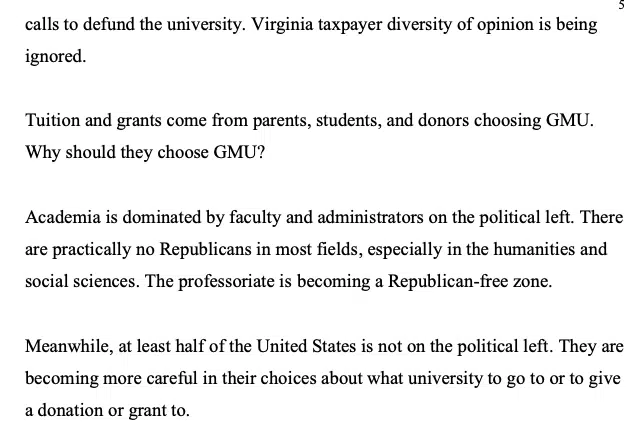 5
calls to defund the university. Virginia taxpayer diversity of opinion is being
ignored.
Tuition and grants come from parents, students, and donors choosing GMU.
Why should they choose GMU?
Academia is dominated by faculty and administrators on the political left. There
are practically no Republicans in most fields, especially in the humanities and
social sciences. The professoriate is becoming a Republican-free zone.
Meanwhile, at least half of the United States is not on the political left. They are
becoming more careful in their choices about what university to go to or to give
a donation or grant to.